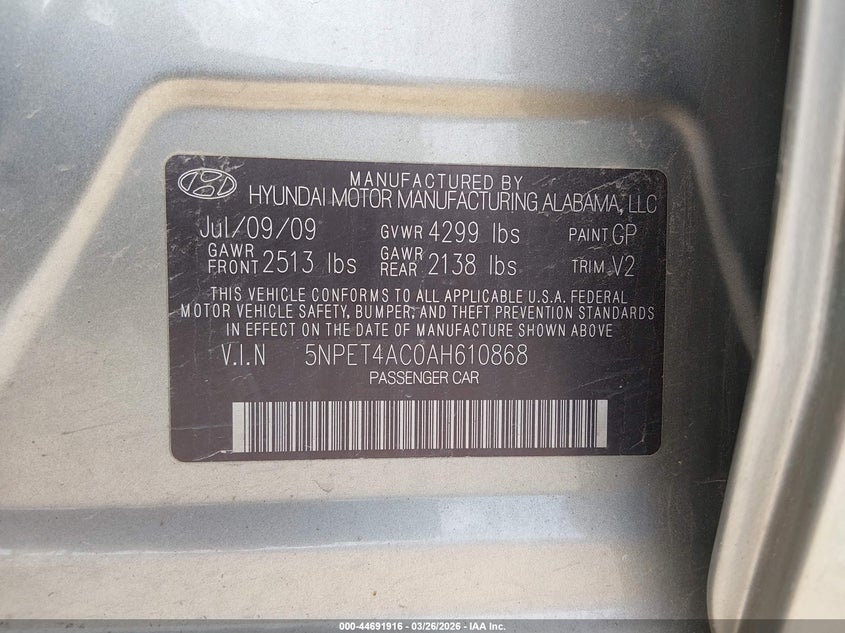 MANUFACTURED BY
HYUNDAI MOTOR MANUFACTURING ALABAMA, LLC
Jul/09/09 GVWR 4299 lbs PAINT GP
GAWR FRONT 2513 lbs GAWR REAR 2138 lbs TRIM V2
THIS VEHICLE CONFORMS TO ALL APPLICABLE U.S.A. FEDERAL
MOTOR VEHICLE SAFETY, BUMPER, AND THEFT PREVENTION STANDARDS
IN EFFECT ON THE DATE OF MANUFACTURE SHOWN ABOVE
V.I.N 5NPET4AC0AH610868
PASSENGER CAR
000-44691916 - 03/26/2026 - IAA Inc.